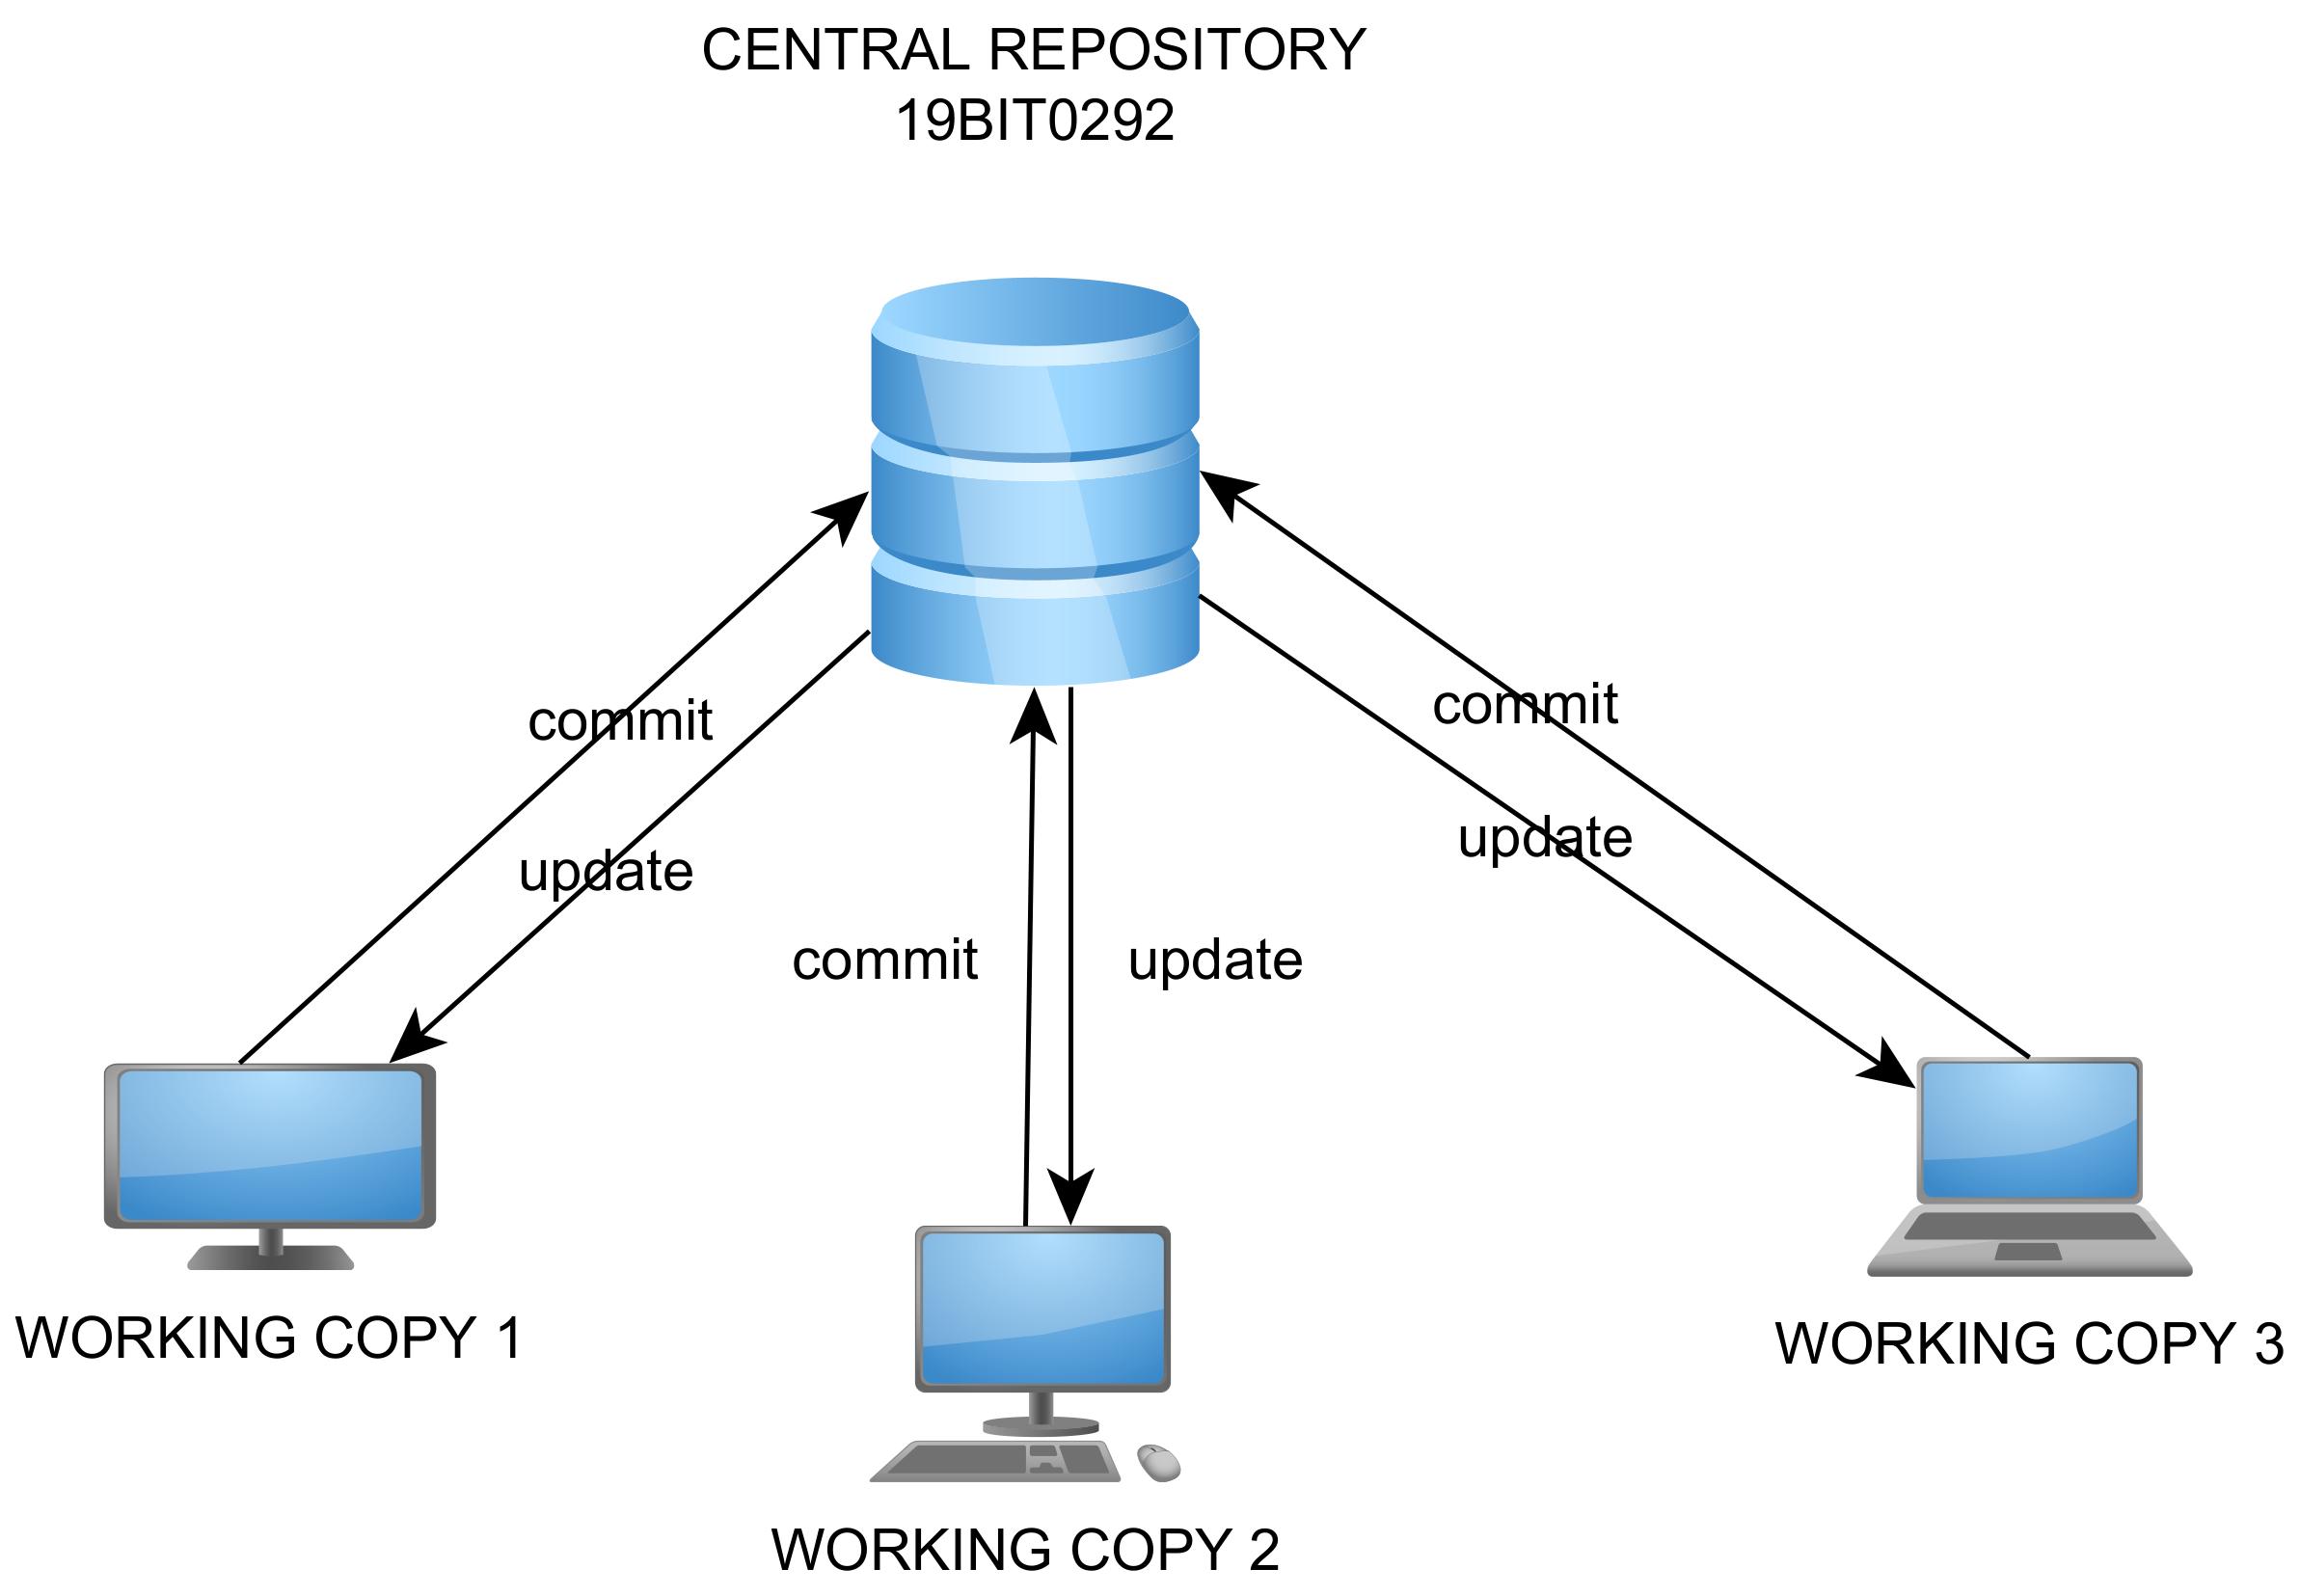 CENTRAL REPOSITORY
19BIT0292
commit
commit
update
update
commit
update
WORKING COPY 1
WORKING COPY 3
WORKING COPY 2